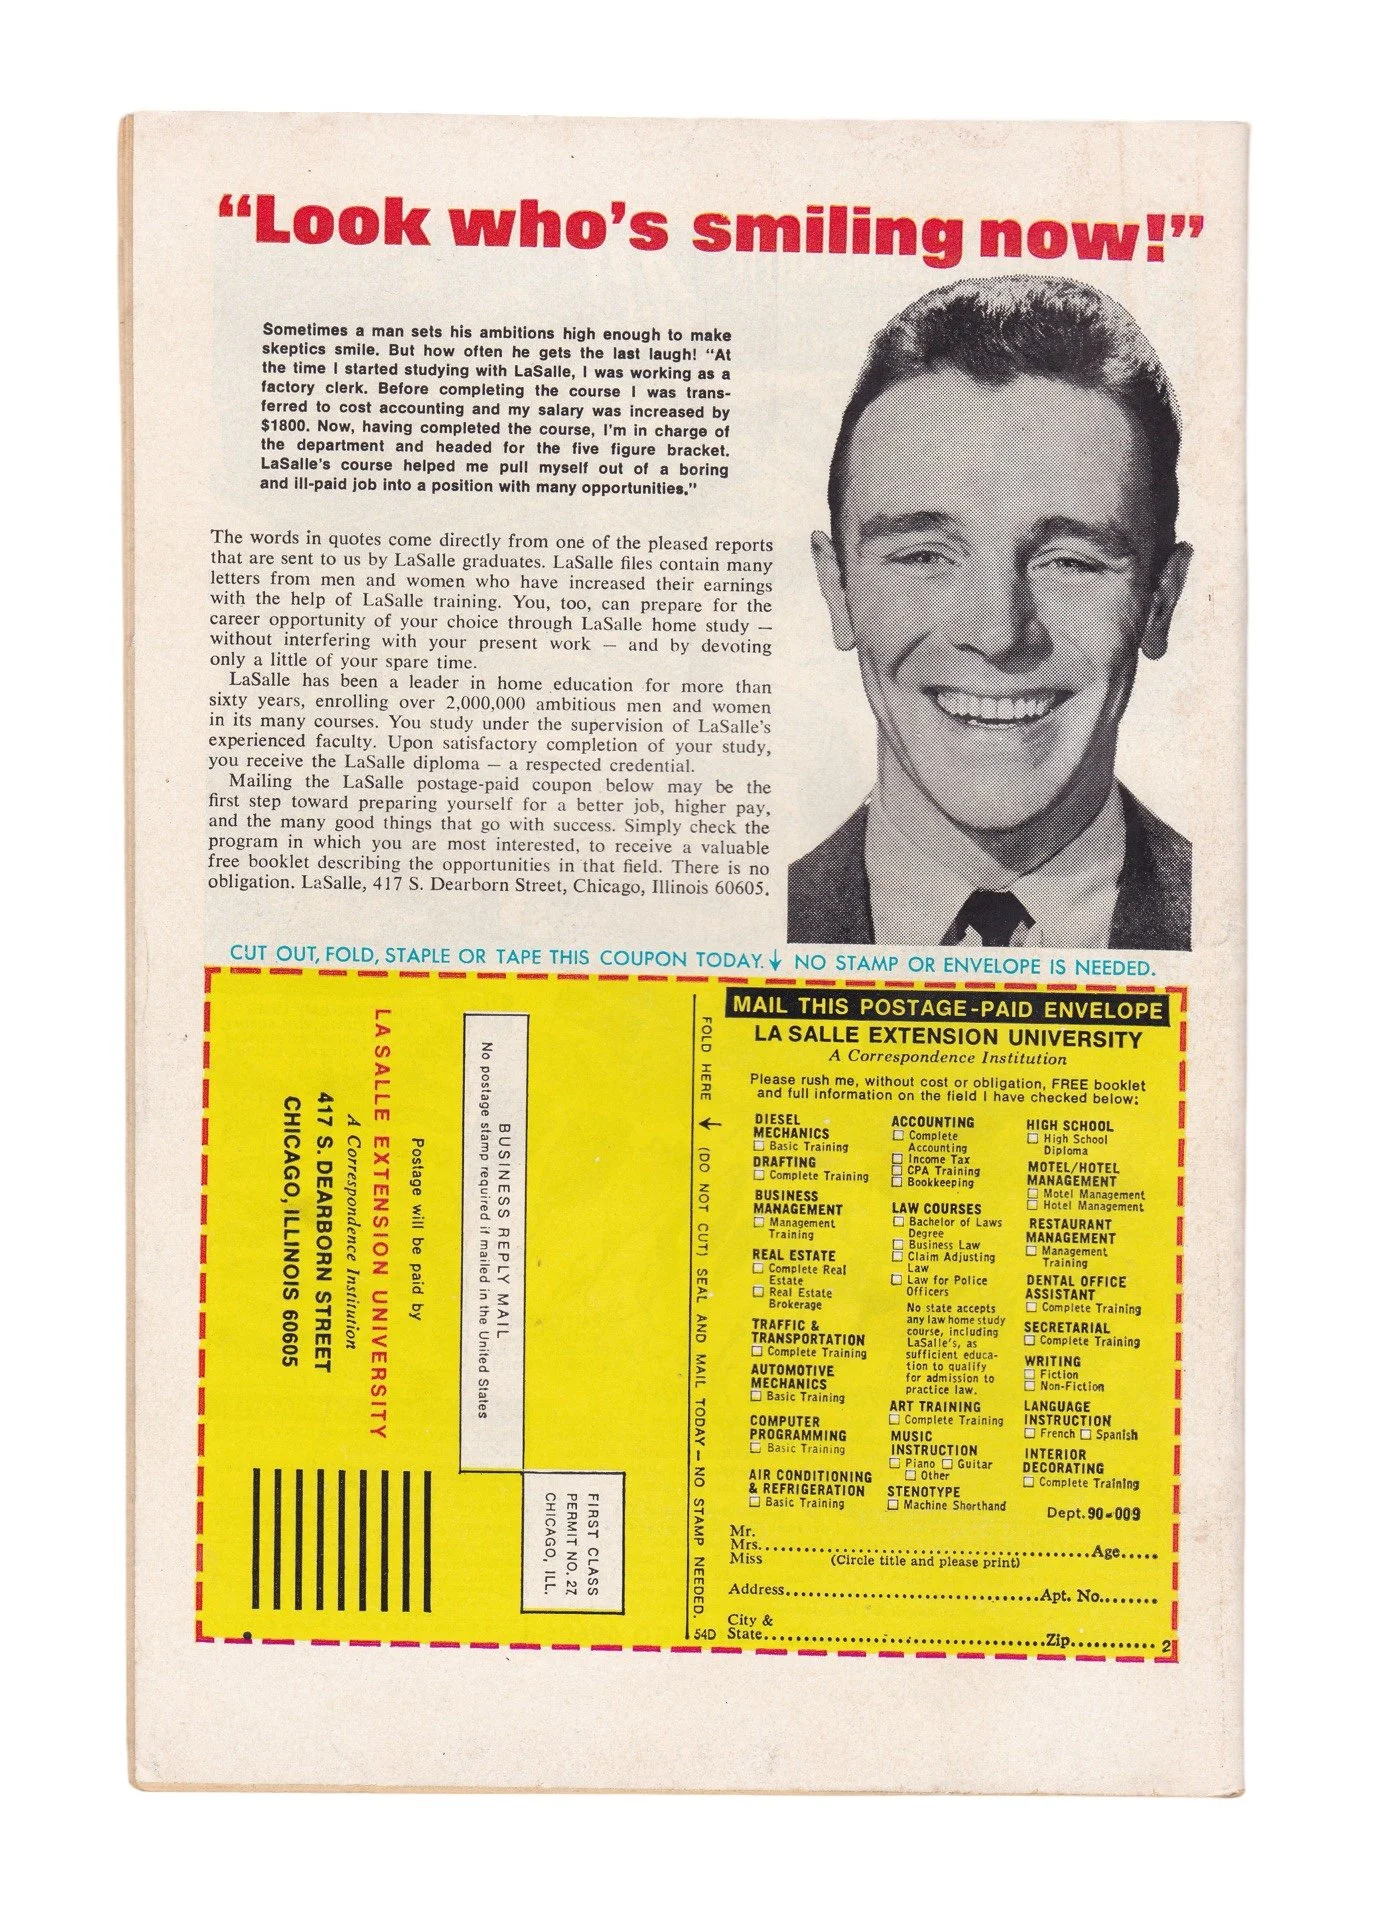 “Look who’s smiling now!”
Sometimes a man sets his ambitions high enough to make
skeptics smile. But how often he gets the last laugh! “At
the time I started studying with LaSalle, I was working as a
factory clerk. Before completing the course I was trans-
ferred to cost accounting and my salary was increased by
$1800. Now, having completed the course, I’m in charge of
the department and headed for the five figure bracket.
LaSalle’s course helped me pull myself out of a boring
and ill-paid job into a position with many opportunities.”
The words in quotes come directly from one of the pleased reports
that are sent to us by LaSalle graduates. LaSalle files contain many
letters from men and women who have increased their earnings
with the help of LaSalle training. You, too, can prepare for the
career opportunity of your choice through LaSalle home study —
without interfering with your present work — and by devoting
only a little of your spare time.
LaSalle has been a leader in home education for more than
sixty years, enrolling over 2,000,000 ambitious men and women
in its many courses. You study under the supervision of LaSalle’s
experienced faculty. Upon satisfactory completion of your study,
you receive the LaSalle diploma — a respected credential.
Mailing the LaSalle postage-paid coupon below may be the
first step toward preparing yourself for a better job, higher pay,
and the many good things that go with success. Simply check the
program in which you are most interested, to receive a valuable
free booklet describing the opportunities in that field. There is no
obligation. LaSalle, 417 S. Dearborn Street, Chicago, Illinois 60605.
CUT OUT, FOLD, STAPLE OR TAPE THIS COUPON TODAY.↓ NO STAMP OR ENVELOPE IS NEEDED.
FIRST CLASS
PERMIT NO. 27,
CHICAGO, ILL.
BUSINESS REPLY MAIL
No postage stamp required if mailed in the United States
Postage will be paid by
LA SALLE EXTENSION UNIVERSITY
A Correspondence Institution
417 S. DEARBORN STREET
CHICAGO, ILLINOIS 60605
FOLD HERE ↓ (DO NOT CUT) SEAL AND MAIL TODAY — NO STAMP NEEDED.
54D
MAIL THIS POSTAGE-PAID ENVELOPE
LA SALLE EXTENSION UNIVERSITY
A Correspondence Institution
Please rush me, without cost or obligation, FREE booklet
and full information on the field I have checked below:
DIESEL
MECHANICS
☐ Basic Training
DRAFTING
☐ Complete Training
BUSINESS
MANAGEMENT
☐ Management
Training
REAL ESTATE
☐ Complete Real
Estate
☐ Real Estate
Brokerage
TRAFFIC &
TRANSPORTATION
☐ Complete Training
AUTOMOTIVE
MECHANICS
☐ Basic Training
COMPUTER
PROGRAMMING
☐ Basic Training
AIR CONDITIONING
& REFRIGERATION
☐ Basic Training
ACCOUNTING
☐ Complete
Accounting
☐ Income Tax
☐ CPA Training
☐ Bookkeeping
LAW COURSES
☐ Bachelor of Laws
Degree
☐ Business Law
☐ Claim Adjusting
Law
☐ Law for Police
Officers
No state accepts
any law home study
course, including
LaSalle’s, as
sufficient educa-
tion to qualify
for admission to
practice law.
ART TRAINING
☐ Complete Training
MUSIC
INSTRUCTION
☐ Piano ☐ Guitar
☐ Other
STENOTYPE
☐ Machine Shorthand
HIGH SCHOOL
☐ High School
Diploma
MOTEL/HOTEL
MANAGEMENT
☐ Motel Management
☐ Hotel Management
RESTAURANT
MANAGEMENT
☐ Management
Training
DENTAL OFFICE
ASSISTANT
☐ Complete Training
SECRETARIAL
☐ Complete Training
WRITING
☐ Fiction
☐ Non-Fiction
LANGUAGE
INSTRUCTION
☐ French ☐ Spanish
INTERIOR
DECORATING
☐ Complete Training
Dept. 90-009
Mr.
Mrs. Age
Miss (Circle title and please print)
Address Apt. No.
City &
State Zip 2